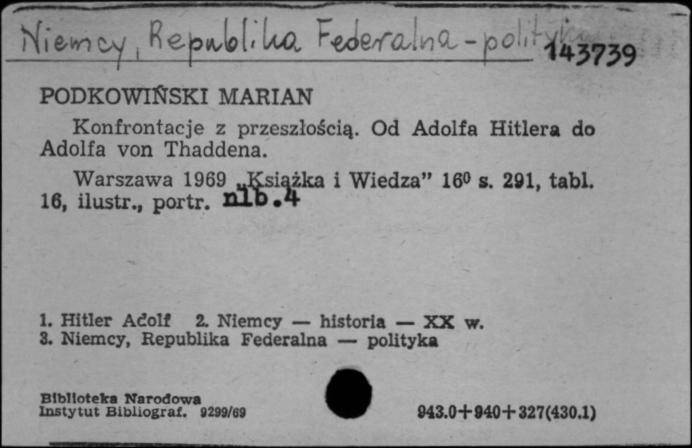 Niemcy, Republika Federalna - polityka
143739
PODKOWIŃSKI MARIAN
Konfrontacje z przeszłością. Od Adolfa Hitlera do
Adolfa von Thaddena.
Warszawa 1969 „Książka i Wiedza” 16⁰ s. 291, tabl.
16, ilustr., portr. nlb.4
1. Hitler Adolf 2. Niemcy — historia — XX w.
3. Niemcy, Republika Federalna — polityka
Biblioteka Narodowa
Instytut Bibliograf. 9299/69
943.0+940+327(430.1)